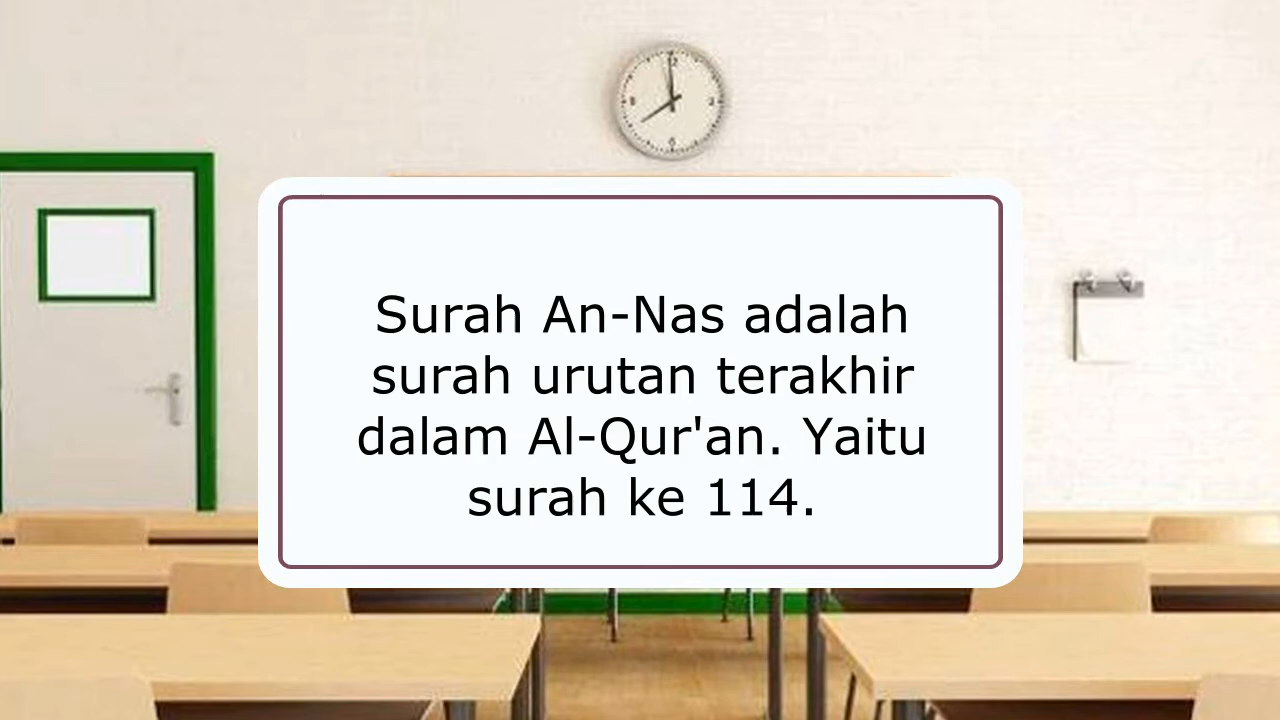 Surah An-Nas adalah
surah urutan terakhir
dalam Al-Qur'an. Yaitu
surah ke 114.